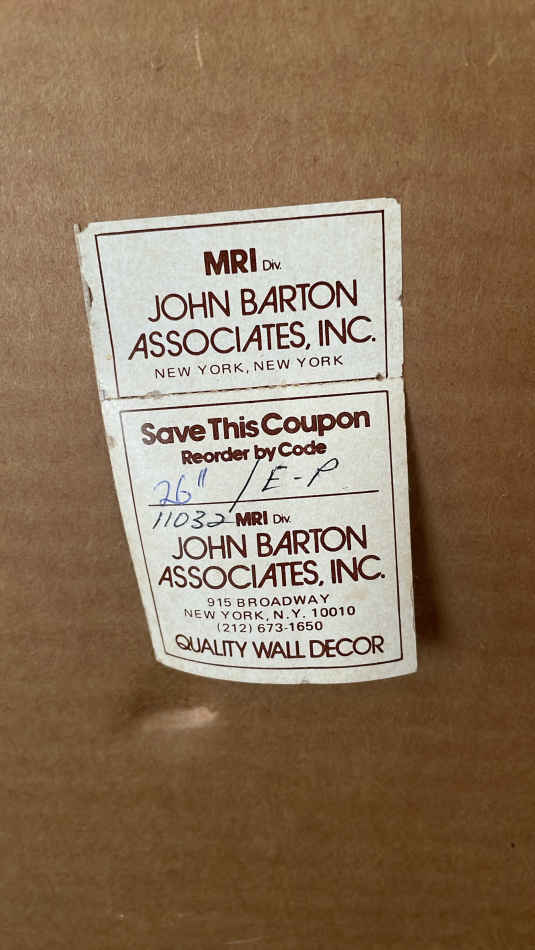 MRI Div.
JOHN BARTON
ASSOCIATES, INC.
NEW YORK, NEW YORK
Save This Coupon
Reorder by Code
26" / E-P
11032 MRI Div.
JOHN BARTON
ASSOCIATES, INC.
915 BROADWAY
NEW YORK, N.Y. 10010
(212) 673-1650
QUALITY WALL DECOR